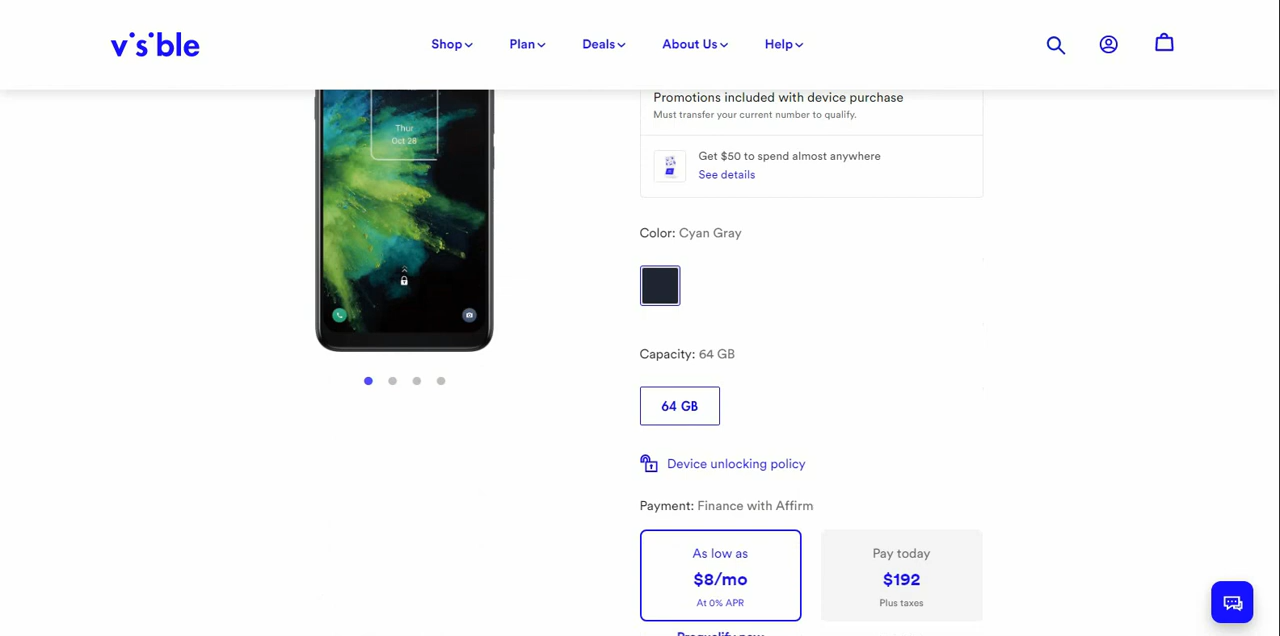 visible
Shop Plan Deals About Us Help
Promotions included with device purchase
Must transfer your current number to qualify.
Thur
Oct 28
Get $50 to spend almost anywhere
See details
Color: Cyan Gray
Capacity: 64 GB
64 GB
Device unlocking policy
Payment: Finance with Affirm
As low as
$8/mo
At 0% APR
Pay today
$192
Plus taxes
Prequalify now